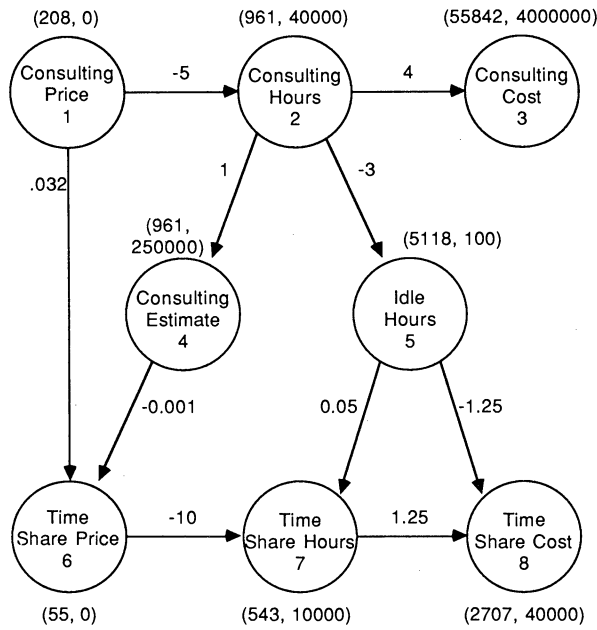 (208, 0)
(961, 40000)
(55842, 4000000)
Consulting
Price
1
-5
Consulting
Hours
2
4
Consulting
Cost
3
.032
1
-3
(961,
250000)
(5118, 100)
Consulting
Estimate
4
Idle
Hours
5
-0.001
0.05
-1.25
Time
Share Price
6
-10
Time
Share Hours
7
1.25
Time
Share Cost
8
(55, 0)
(543, 10000)
(2707, 40000)